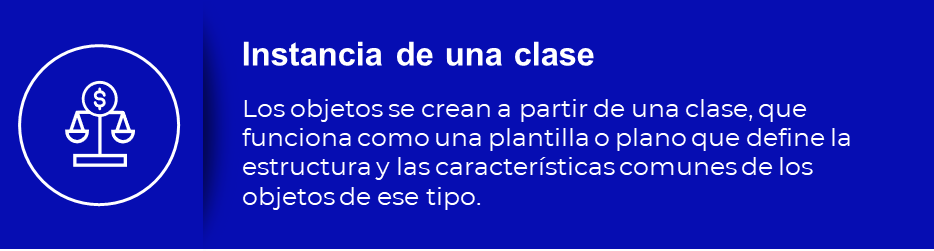 $
Instancia de una clase
Los objetos se crean a partir de una clase, que
funciona como una plantilla o plano que define la
estructura y las características comunes de los
objetos de ese tipo.